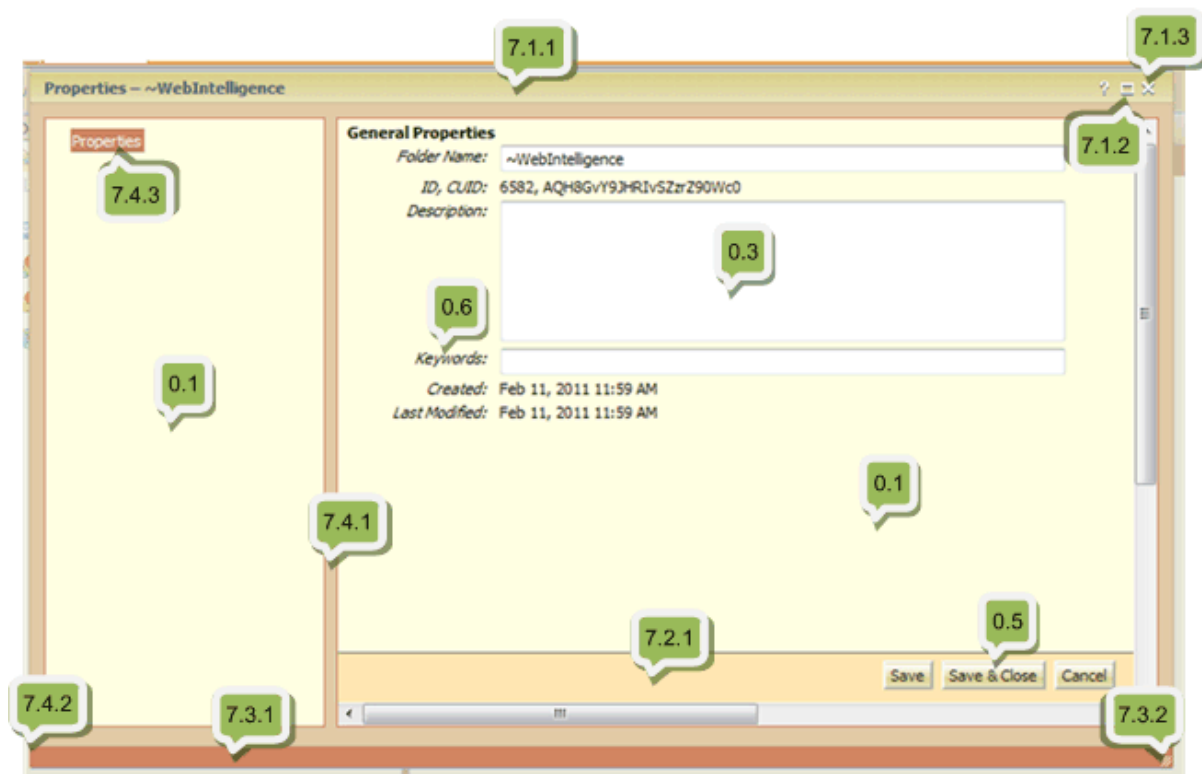 7.1.1
7.1.3
Properties – ~WebIntelligence
?
7.1.2
Properties
7.4.3
General Properties
Folder Name: ~WebIntelligence
ID, CUID: 6582, AQH8GvY9JHRIvSZzrZ90Wc0
Description:
0.3
0.6
Keywords:
0.1
Created: Feb 11, 2011 11:59 AM
Last Modified: Feb 11, 2011 11:59 AM
0.1
7.4.1
7.2.1
0.5
Save Save & Close Cancel
7.4.2
7.3.1
7.3.2